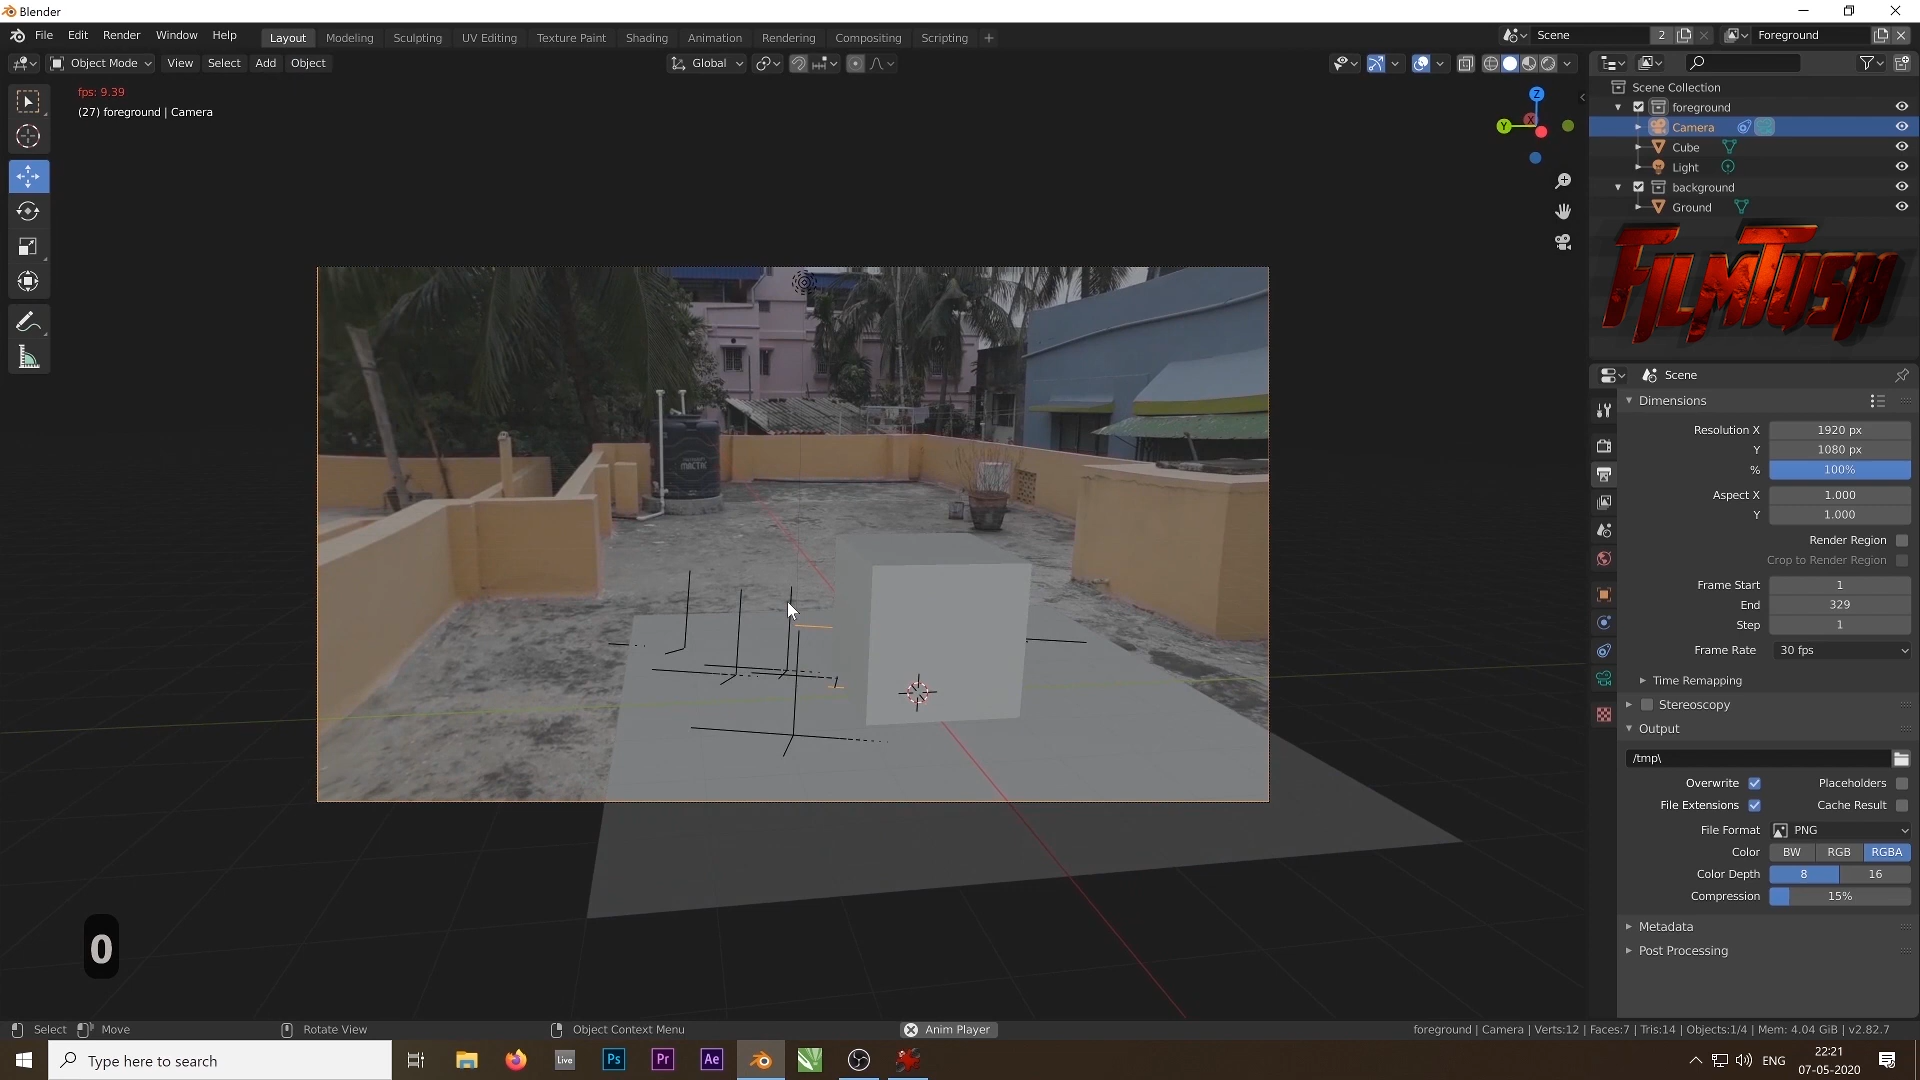 Blender
File Edit Render Window Help
Layout Modeling Sculpting UV Editing Texture Paint Shading Animation Rendering Compositing Scripting
Scene 2 Foreground
Object Mode View Select Add Object
Global
fps: 9.39
(27) foreground | Camera
Z
Y X
Scene Collection
foreground
Camera
Cube
Light
background
Ground
FILMTUSH
Scene
Dimensions
Resolution X 1920 px
Y 1080 px
% 100%
Aspect X 1.000
Y 1.000
Render Region
Crop to Render Region
Frame Start 1
End 329
Step 1
Frame Rate 30 fps
Time Remapping
Stereoscopy
Output
/tmp\
Overwrite Placeholders
File Extensions Cache Result
File Format PNG
Color BW RGB RGBA
Color Depth 8 16
Compression 15%
Metadata
Post Processing
0
Select Move Rotate View Object Context Menu Anim Player foreground | Camera | Verts:12 | Faces:7 | Tris:14 | Objects:1/4 | Mem: 4.04 GiB | v2.82.7
Type here to search
Live Ps Pr Ae
ENG
22:21
07-05-2020